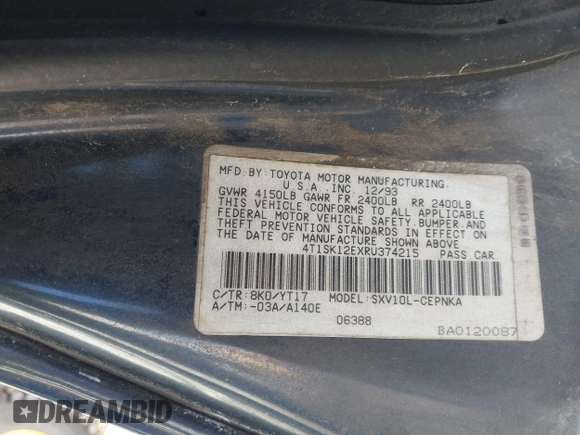 MFD.BY: TOYOTA MOTOR MANUFACTURING,
U.S.A.,INC. 12/93
GVWR 4150LB GAWR FR 2400LB RR 2400LB
THIS VEHICLE CONFORMS TO ALL APPLICABLE
FEDERAL MOTOR VEHICLE SAFETY,BUMPER,AND
THEFT PREVENTION STANDARDS IN EFFECT ON
THE DATE OF MANUFACTURE SHOWN ABOVE
4T1SK12EXRU374215 PASS CAR
C/TR:8K0/YT17 MODEL:SXV10L-CEPNKA
A/TM:-03A/A140E
06388
BA0120087
DREAMBID